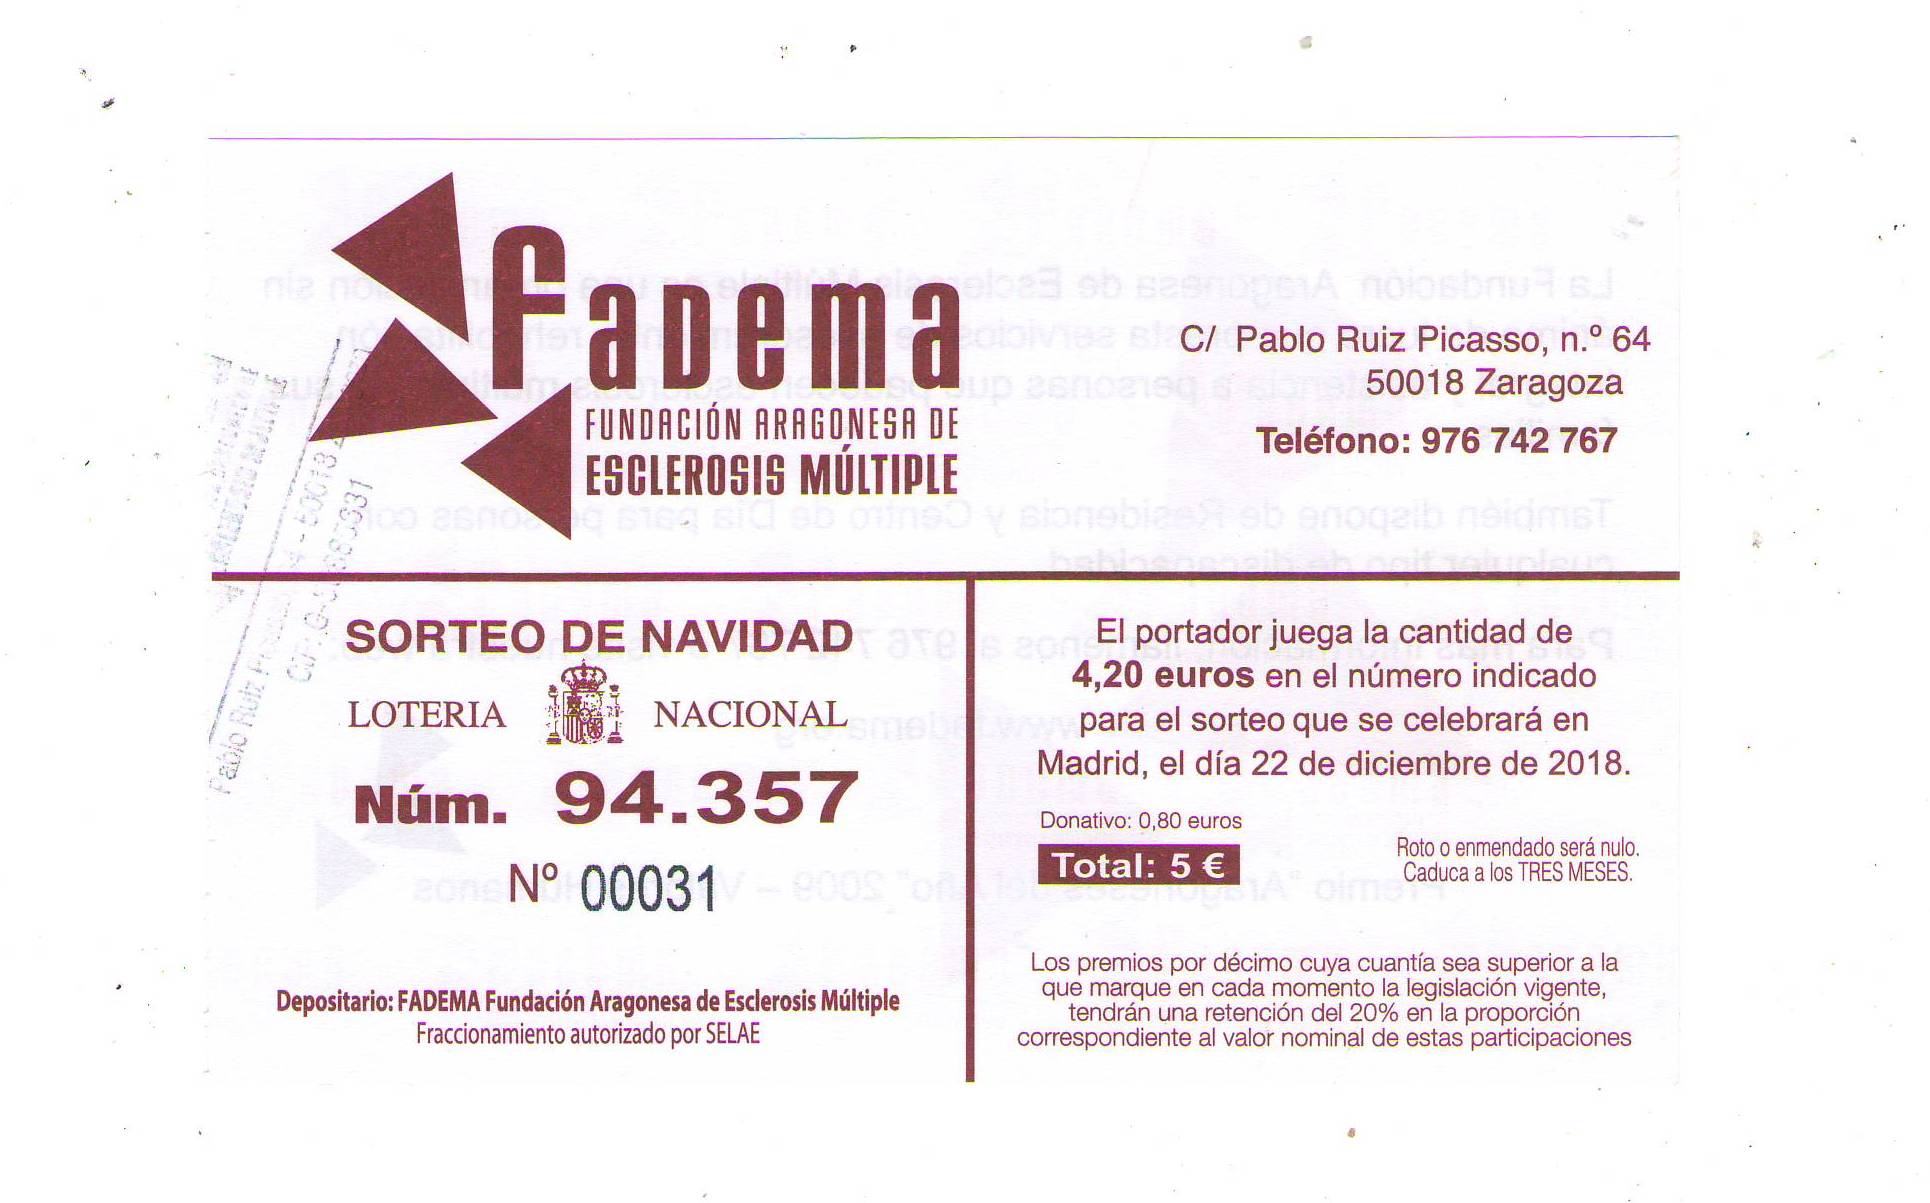 Fadema
FUNDACIÓN ARAGONESA DE
ESCLEROSIS MÚLTIPLE
C/ Pablo Ruiz Picasso, n.º 64
50018 Zaragoza
Teléfono: 976 742 767
Pablo Ruiz
50018
SORTEO DE NAVIDAD
LOTERIA NACIONAL
Núm. 94.357
Nº 00031
Depositario: FADEMA Fundación Aragonesa de Esclerosis Múltiple
Fraccionamiento autorizado por SELAE
El portador juega la cantidad de
4,20 euros en el número indicado
para el sorteo que se celebrará en
Madrid, el día 22 de diciembre de 2018.
Donativo: 0,80 euros
Total: 5 €
Roto o enmendado será nulo.
Caduca a los TRES MESES.
Los premios por décimo cuya cuantía sea superior a la
que marque en cada momento la legislación vigente,
tendrán una retención del 20% en la proporción
correspondiente al valor nominal de estas participaciones